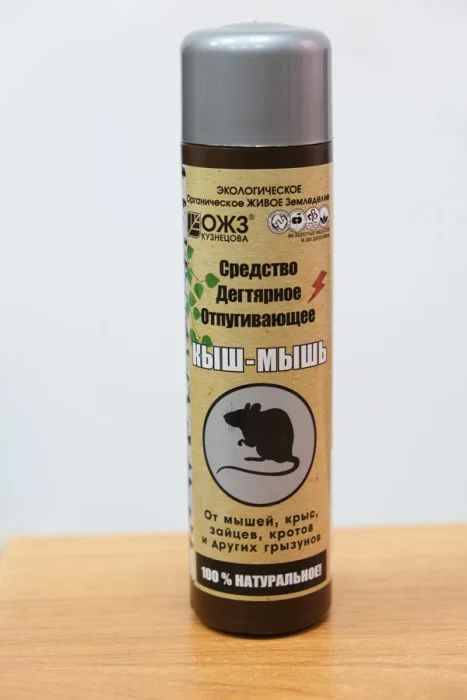 ЭКОЛОГИЧЕСКОЕ
Органическое ЖИВОЕ Земледелие
ОЖЗ®
КУЗНЕЦОВА
Средство
Дегтярное
Отпугивающее
КЫШ-МЫШЬ
От мышей, крыс,
зайцев, кротов
и других грызунов
100 % НАТУРАЛЬНОЕ!